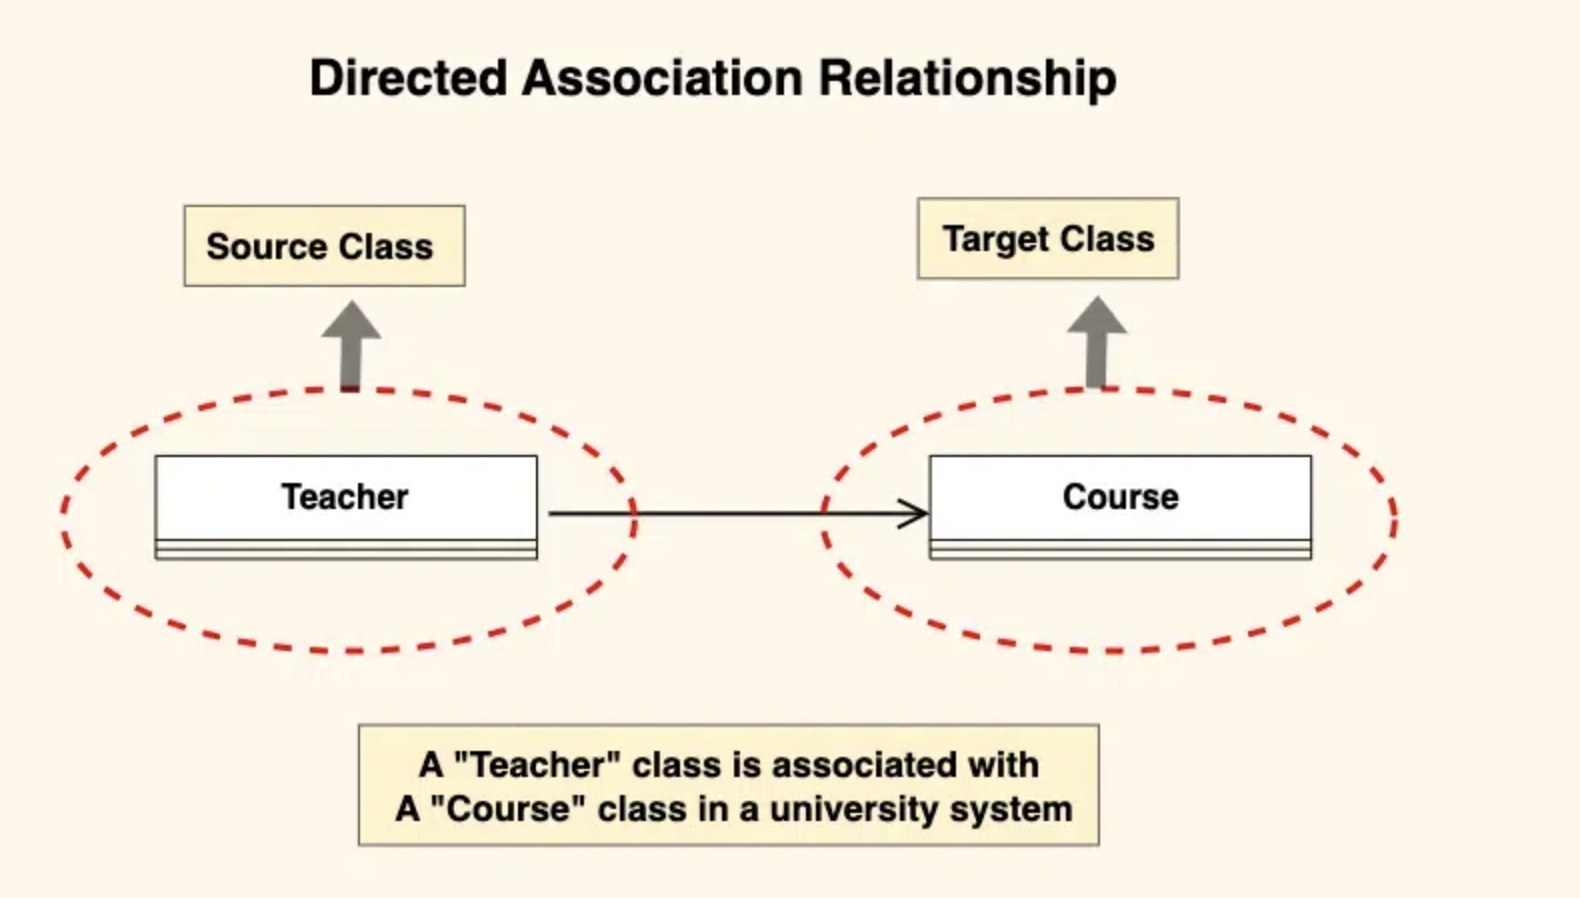 Directed Association Relationship
Source Class
Target Class
Teacher
Course
A "Teacher" class is associated with
A "Course" class in a university system